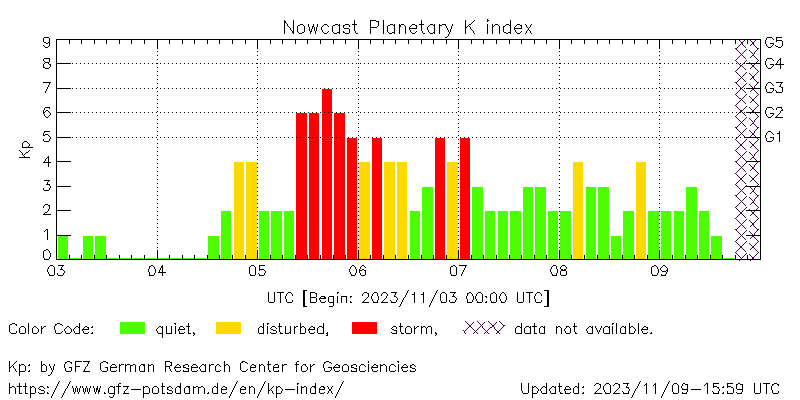 Nowcast Planetary K index
9 G5
8 G4
7 G3
6 G2
5 G1
4
3
2
1
0
Kp
03 04 05 06 07 08 09
UTC [Begin: 2023/11/03 00:00 UTC]
Color Code: quiet, disturbed, storm, data not available.
Kp: by GFZ German Research Center for Geosciencies
https://www.gfz-potsdam.de/en/kp-index/ Updated: 2023/11/09-15:59 UTC